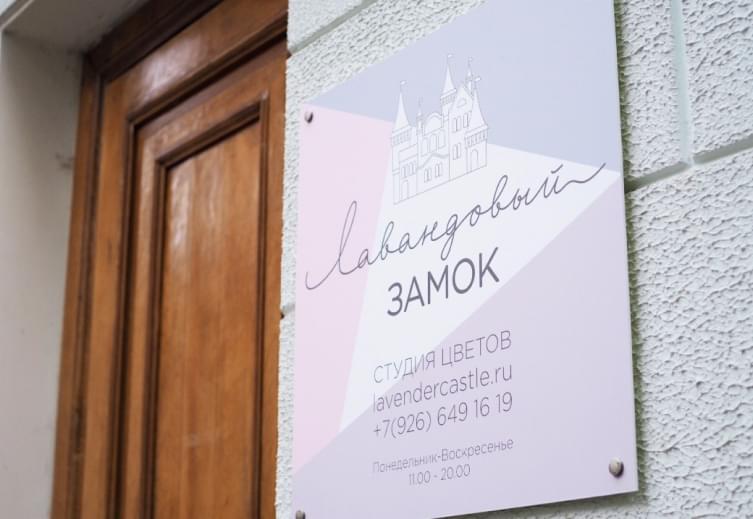 Лавандовый
ЗАМОК
СТУДИЯ ЦВЕТОВ
lavendercastle.ru
+7(926) 649 16 19
Понедельник-Воскресенье
11.00 - 20.00